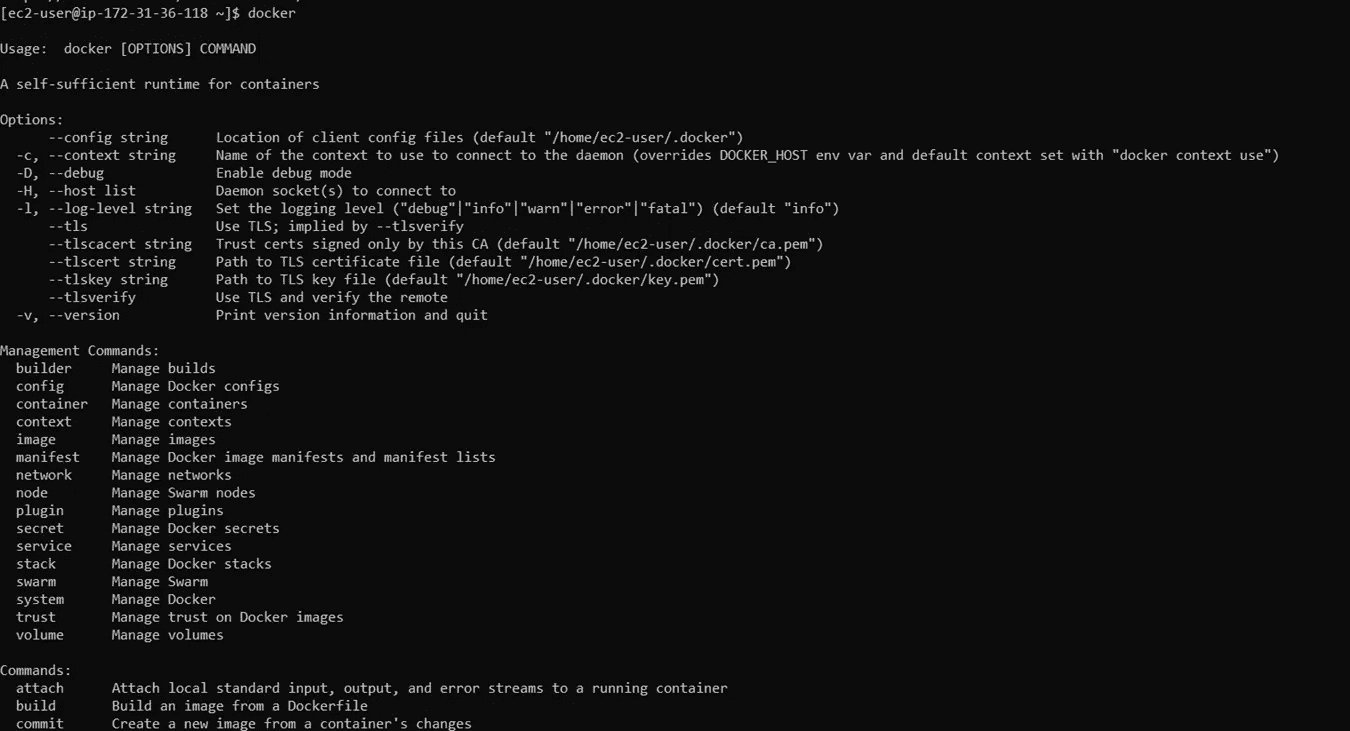 [ec2-user@ip-172-31-36-118 ~]$ docker
Usage:  docker [OPTIONS] COMMAND
A self-sufficient runtime for containers
Options:
      --config string      Location of client config files (default "/home/ec2-user/.docker")
  -c, --context string     Name of the context to use to connect to the daemon (overrides DOCKER_HOST env var and default context set with "docker context use")
  -D, --debug              Enable debug mode
  -H, --host list          Daemon socket(s) to connect to
  -l, --log-level string   Set the logging level ("debug"|"info"|"warn"|"error"|"fatal") (default "info")
      --tls                Use TLS; implied by --tlsverify
      --tlscacert string   Trust certs signed only by this CA (default "/home/ec2-user/.docker/ca.pem")
      --tlscert string     Path to TLS certificate file (default "/home/ec2-user/.docker/cert.pem")
      --tlskey string      Path to TLS key file (default "/home/ec2-user/.docker/key.pem")
      --tlsverify          Use TLS and verify the remote
  -v, --version            Print version information and quit
Management Commands:
  builder     Manage builds
  config      Manage Docker configs
  container   Manage containers
  context     Manage contexts
  image       Manage images
  manifest    Manage Docker image manifests and manifest lists
  network     Manage networks
  node        Manage Swarm nodes
  plugin      Manage plugins
  secret      Manage Docker secrets
  service     Manage services
  stack       Manage Docker stacks
  swarm       Manage Swarm
  system      Manage Docker
  trust       Manage trust on Docker images
  volume      Manage volumes
Commands:
  attach      Attach local standard input, output, and error streams to a running container
  build       Build an image from a Dockerfile
  commit      Create a new image from a container's changes